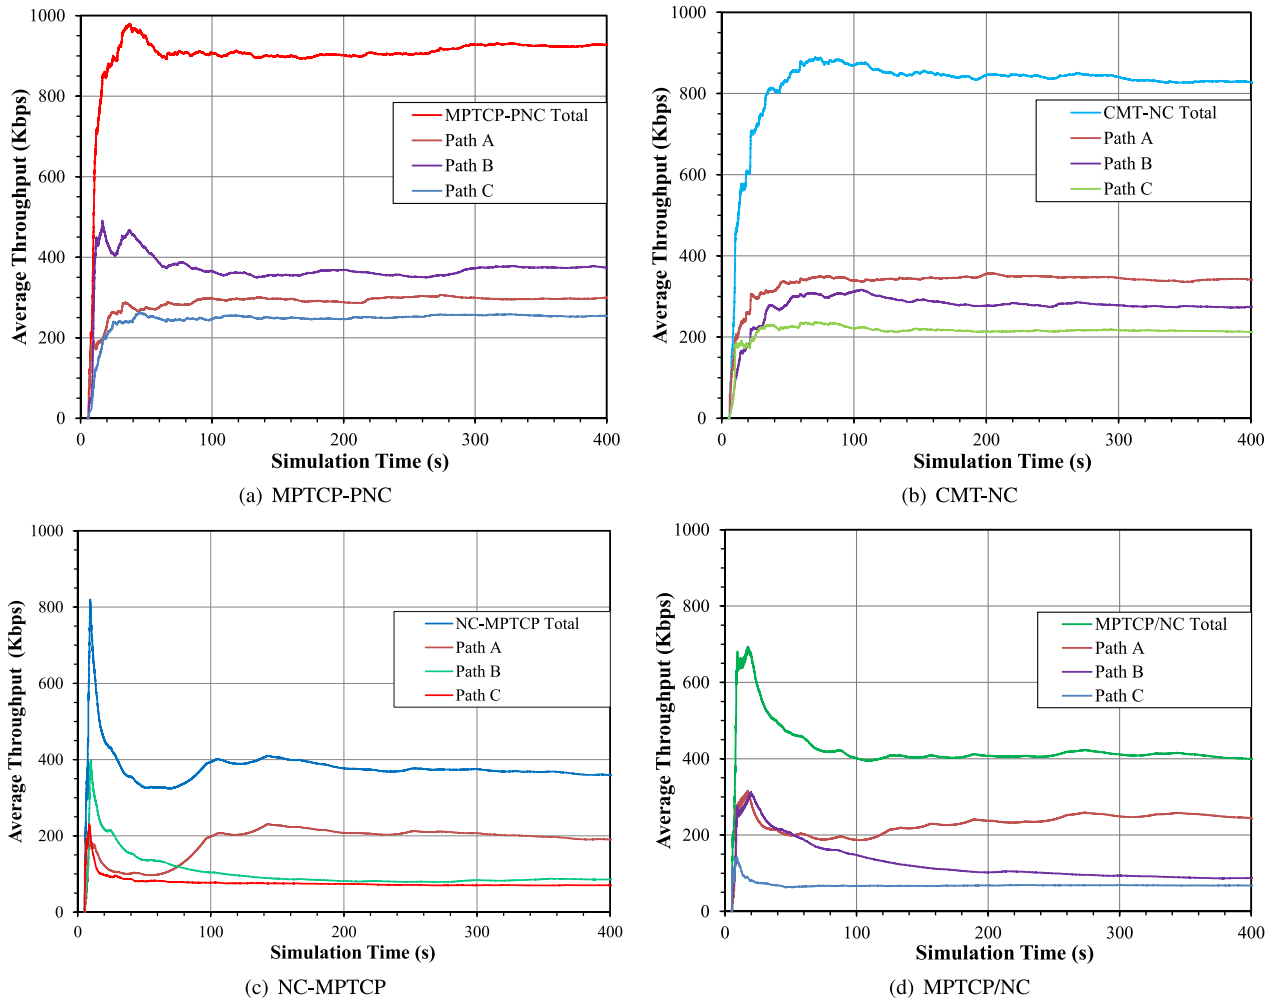 1000
800
600
400
200
0
Average Throughput (Kbps)
MPTCP-PNC Total
Path A
Path B
Path C
0 100 200 300 400
Simulation Time (s)
(a) MPTCP-PNC
1000
800
600
400
200
0
Average Throughput (Kbps)
CMT-NC Total
Path A
Path B
Path C
0 100 200 300 400
Simulation Time (s)
(b) CMT-NC
1000
800
600
400
200
0
Average Throughput (Kbps)
NC-MPTCP Total
Path A
Path B
Path C
0 100 200 300 400
Simulation Time (s)
(c) NC-MPTCP
1000
800
600
400
200
0
Average Throughput (Kbps)
MPTCP/NC Total
Path A
Path B
Path C
0 100 200 300 400
Simulation Time (s)
(d) MPTCP/NC